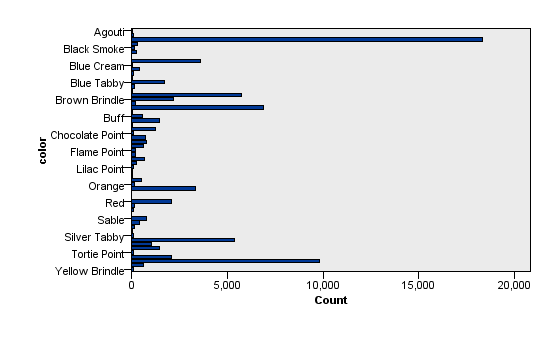 Agouti
Black Smoke
Blue Cream
Blue Tabby
Brown Brindle
Buff
Chocolate Point
Flame Point
Lilac Point
Orange
Red
Sable
Silver Tabby
Tortie Point
Yellow Brindle
color
0 5,000 10,000 15,000 20,000
Count